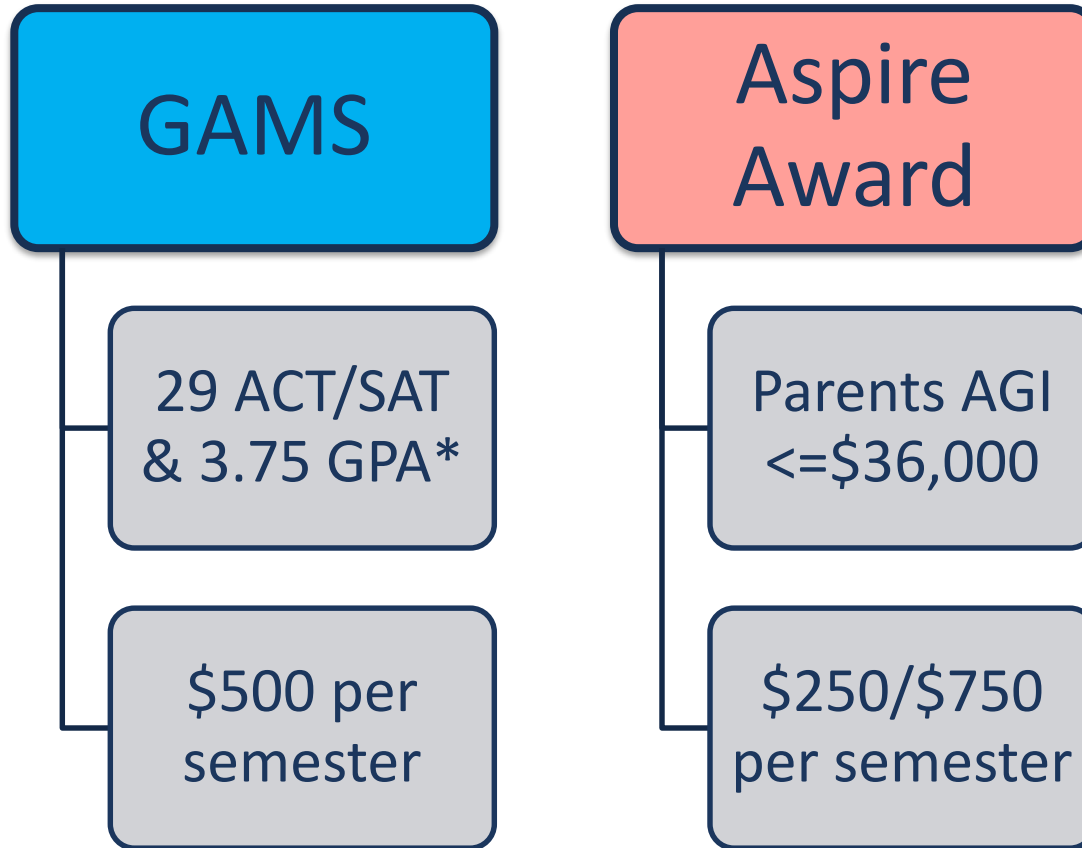 GAMS
29 ACT/SAT
& 3.75 GPA*
$500 per
semester
Aspire
Award
Parents AGI
<=$36,000
$250/$750
per semester